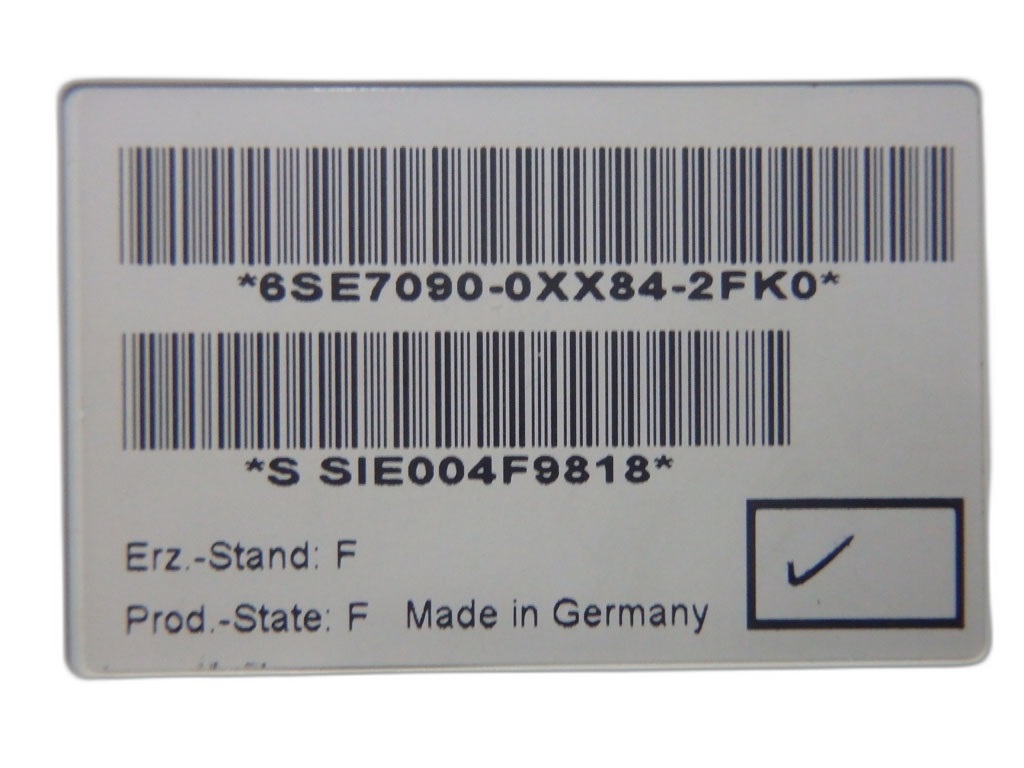 *6SE7090-0XX84-2FK0*
*S SIE004F9818*
Erz.-Stand: F
Prod.-State: F Made in Germany